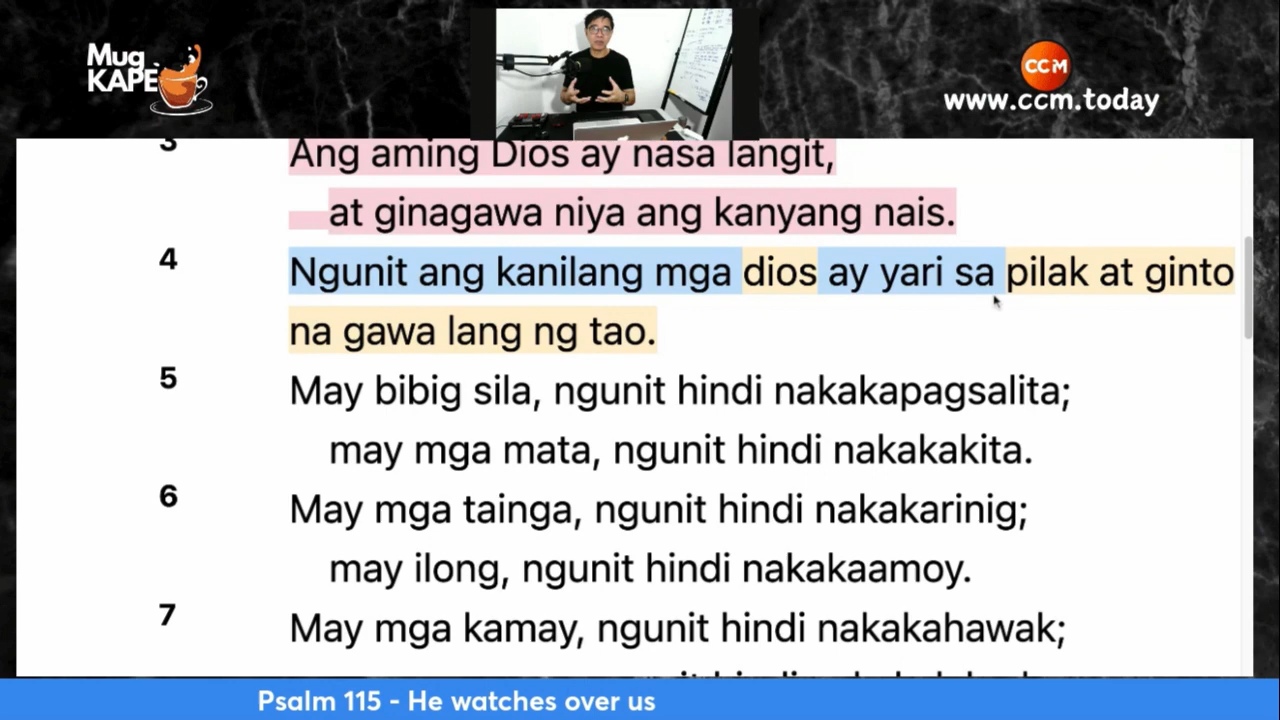 Mug
KAPE
CCM
www.ccm.today
3
Ang aming Dios ay nasa langit,
at ginagawa niya ang kanyang nais.
4
Ngunit ang kanilang mga dios ay yari sa pilak at ginto
na gawa lang ng tao.
5
May bibig sila, ngunit hindi nakakapagsalita;
may mga mata, ngunit hindi nakakakita.
6
May mga tainga, ngunit hindi nakakarinig;
may ilong, ngunit hindi nakakaamoy.
7
May mga kamay, ngunit hindi nakakahawak;
Psalm 115 - He watches over us